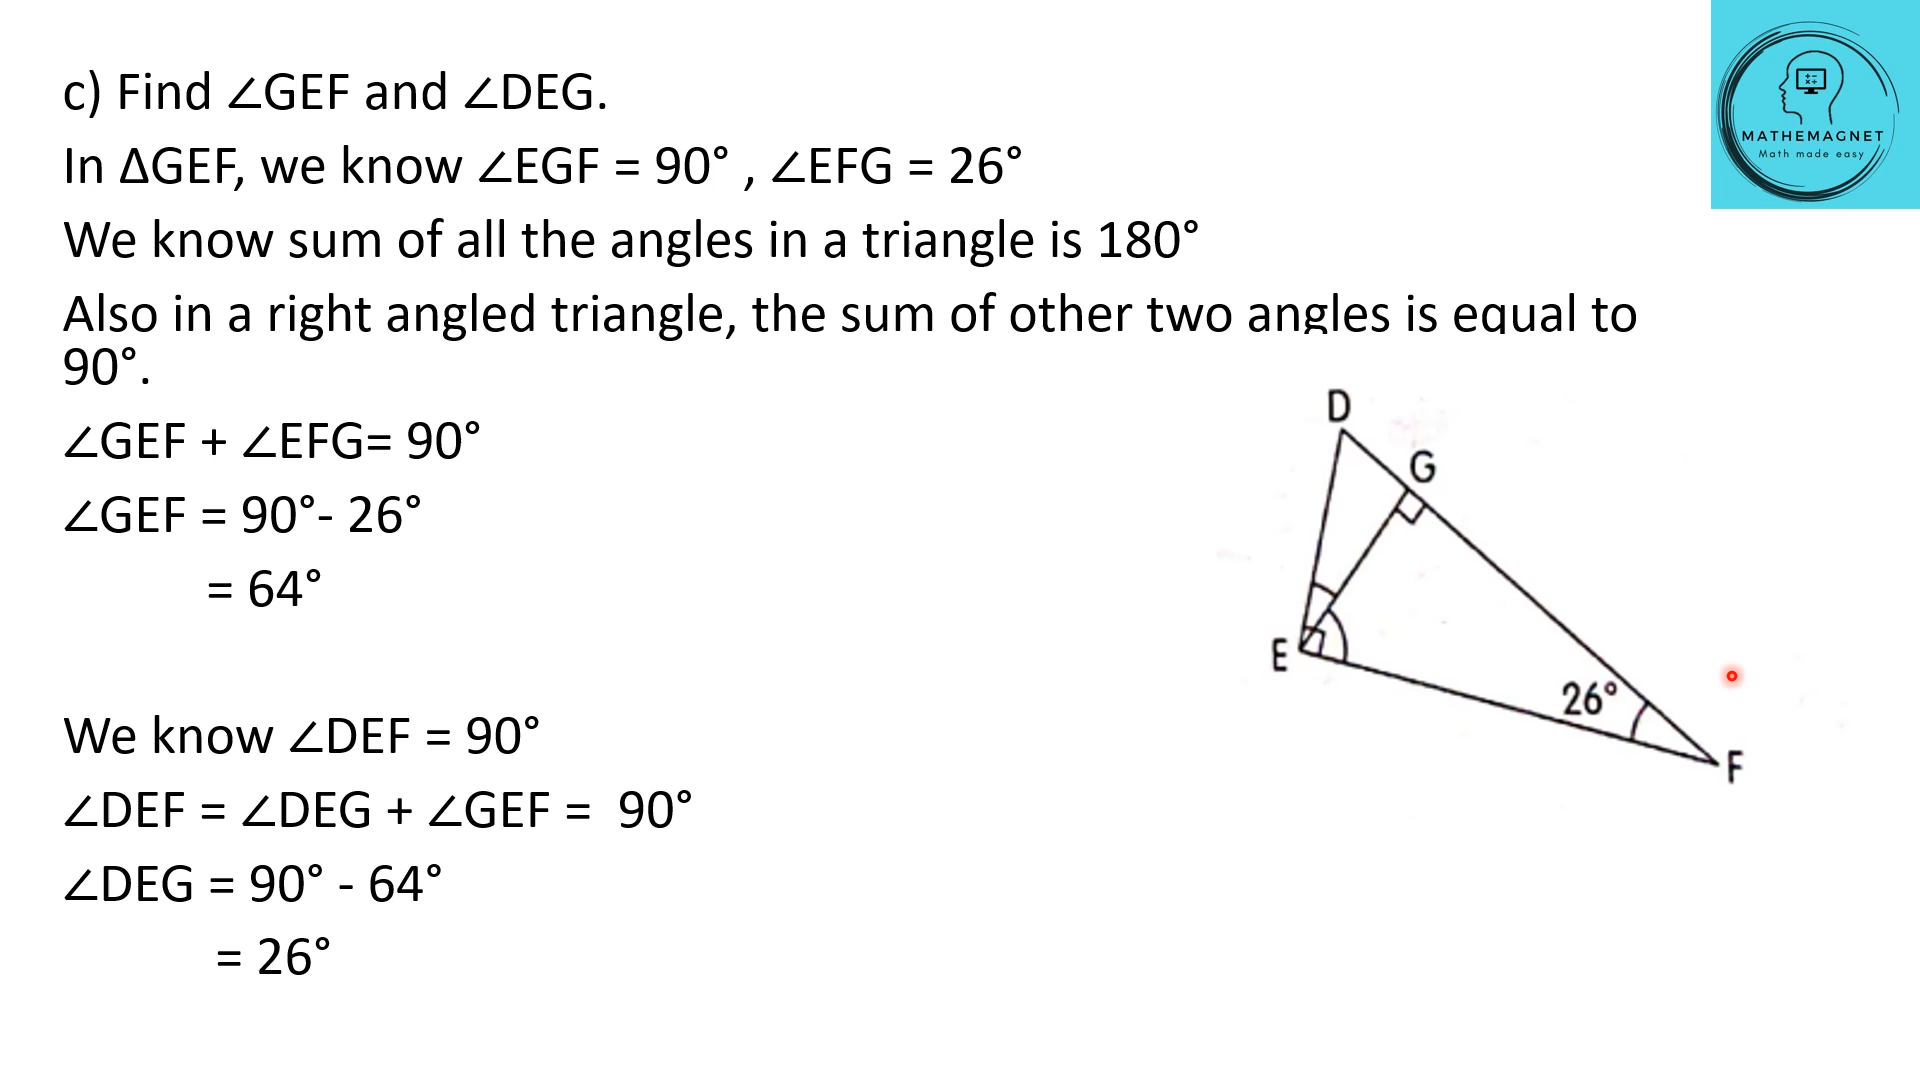 c) Find ∠GEF and ∠DEG.
In ΔGEF, we know ∠EGF = 90° , ∠EFG = 26°
We know sum of all the angles in a triangle is 180°
Also in a right angled triangle, the sum of other two angles is equal to
90°.
∠GEF + ∠EFG= 90°
∠GEF = 90°- 26°
= 64°
We know ∠DEF = 90°
∠DEF = ∠DEG + ∠GEF =  90°
∠DEG = 90° - 64°
= 26°
D
G
E
26°
F
MATHEMAGNET
Math made easy